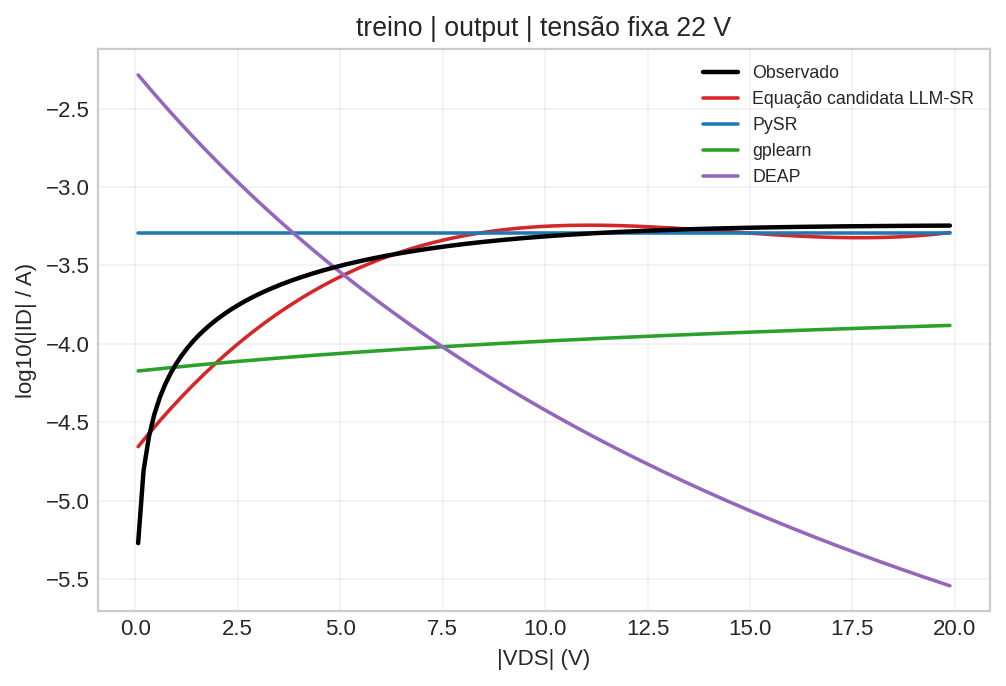 treino | output | tensão fixa 22 V
Observado
Equação candidata LLM-SR
PySR
gplearn
DEAP
log10(|ID| / A)
−2.5
−3.0
−3.5
−4.0
−4.5
−5.0
−5.5
0.0 2.5 5.0 7.5 10.0 12.5 15.0 17.5 20.0
|VDS| (V)